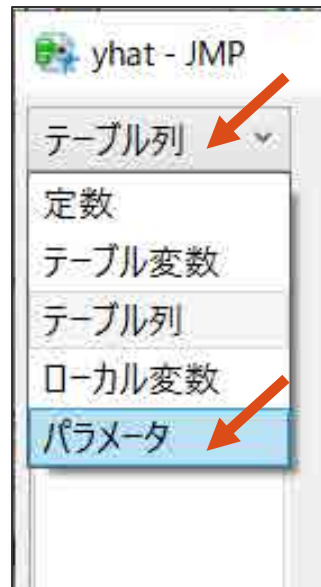 yhat - JMP
テーブル列
定数
テーブル変数
テーブル列
ローカル変数
パラメータ